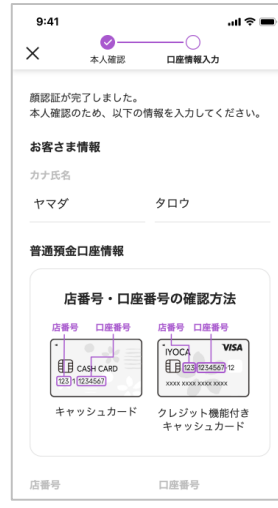 9:41
本人確認 口座情報入力
顔認証が完了しました。
本人確認のため、以下の情報を入力してください。
お客さま情報
カナ氏名
ヤマダ タロウ
普通預金口座情報
店番号・口座番号の確認方法
店番号 口座番号 店番号 口座番号
CASH CARD
123 1 1234567
IYOCA VISA
123 1234567-12
XXXX XXXX XXXX XXXX
キャッシュカード
クレジット機能付き
キャッシュカード
店番号 口座番号